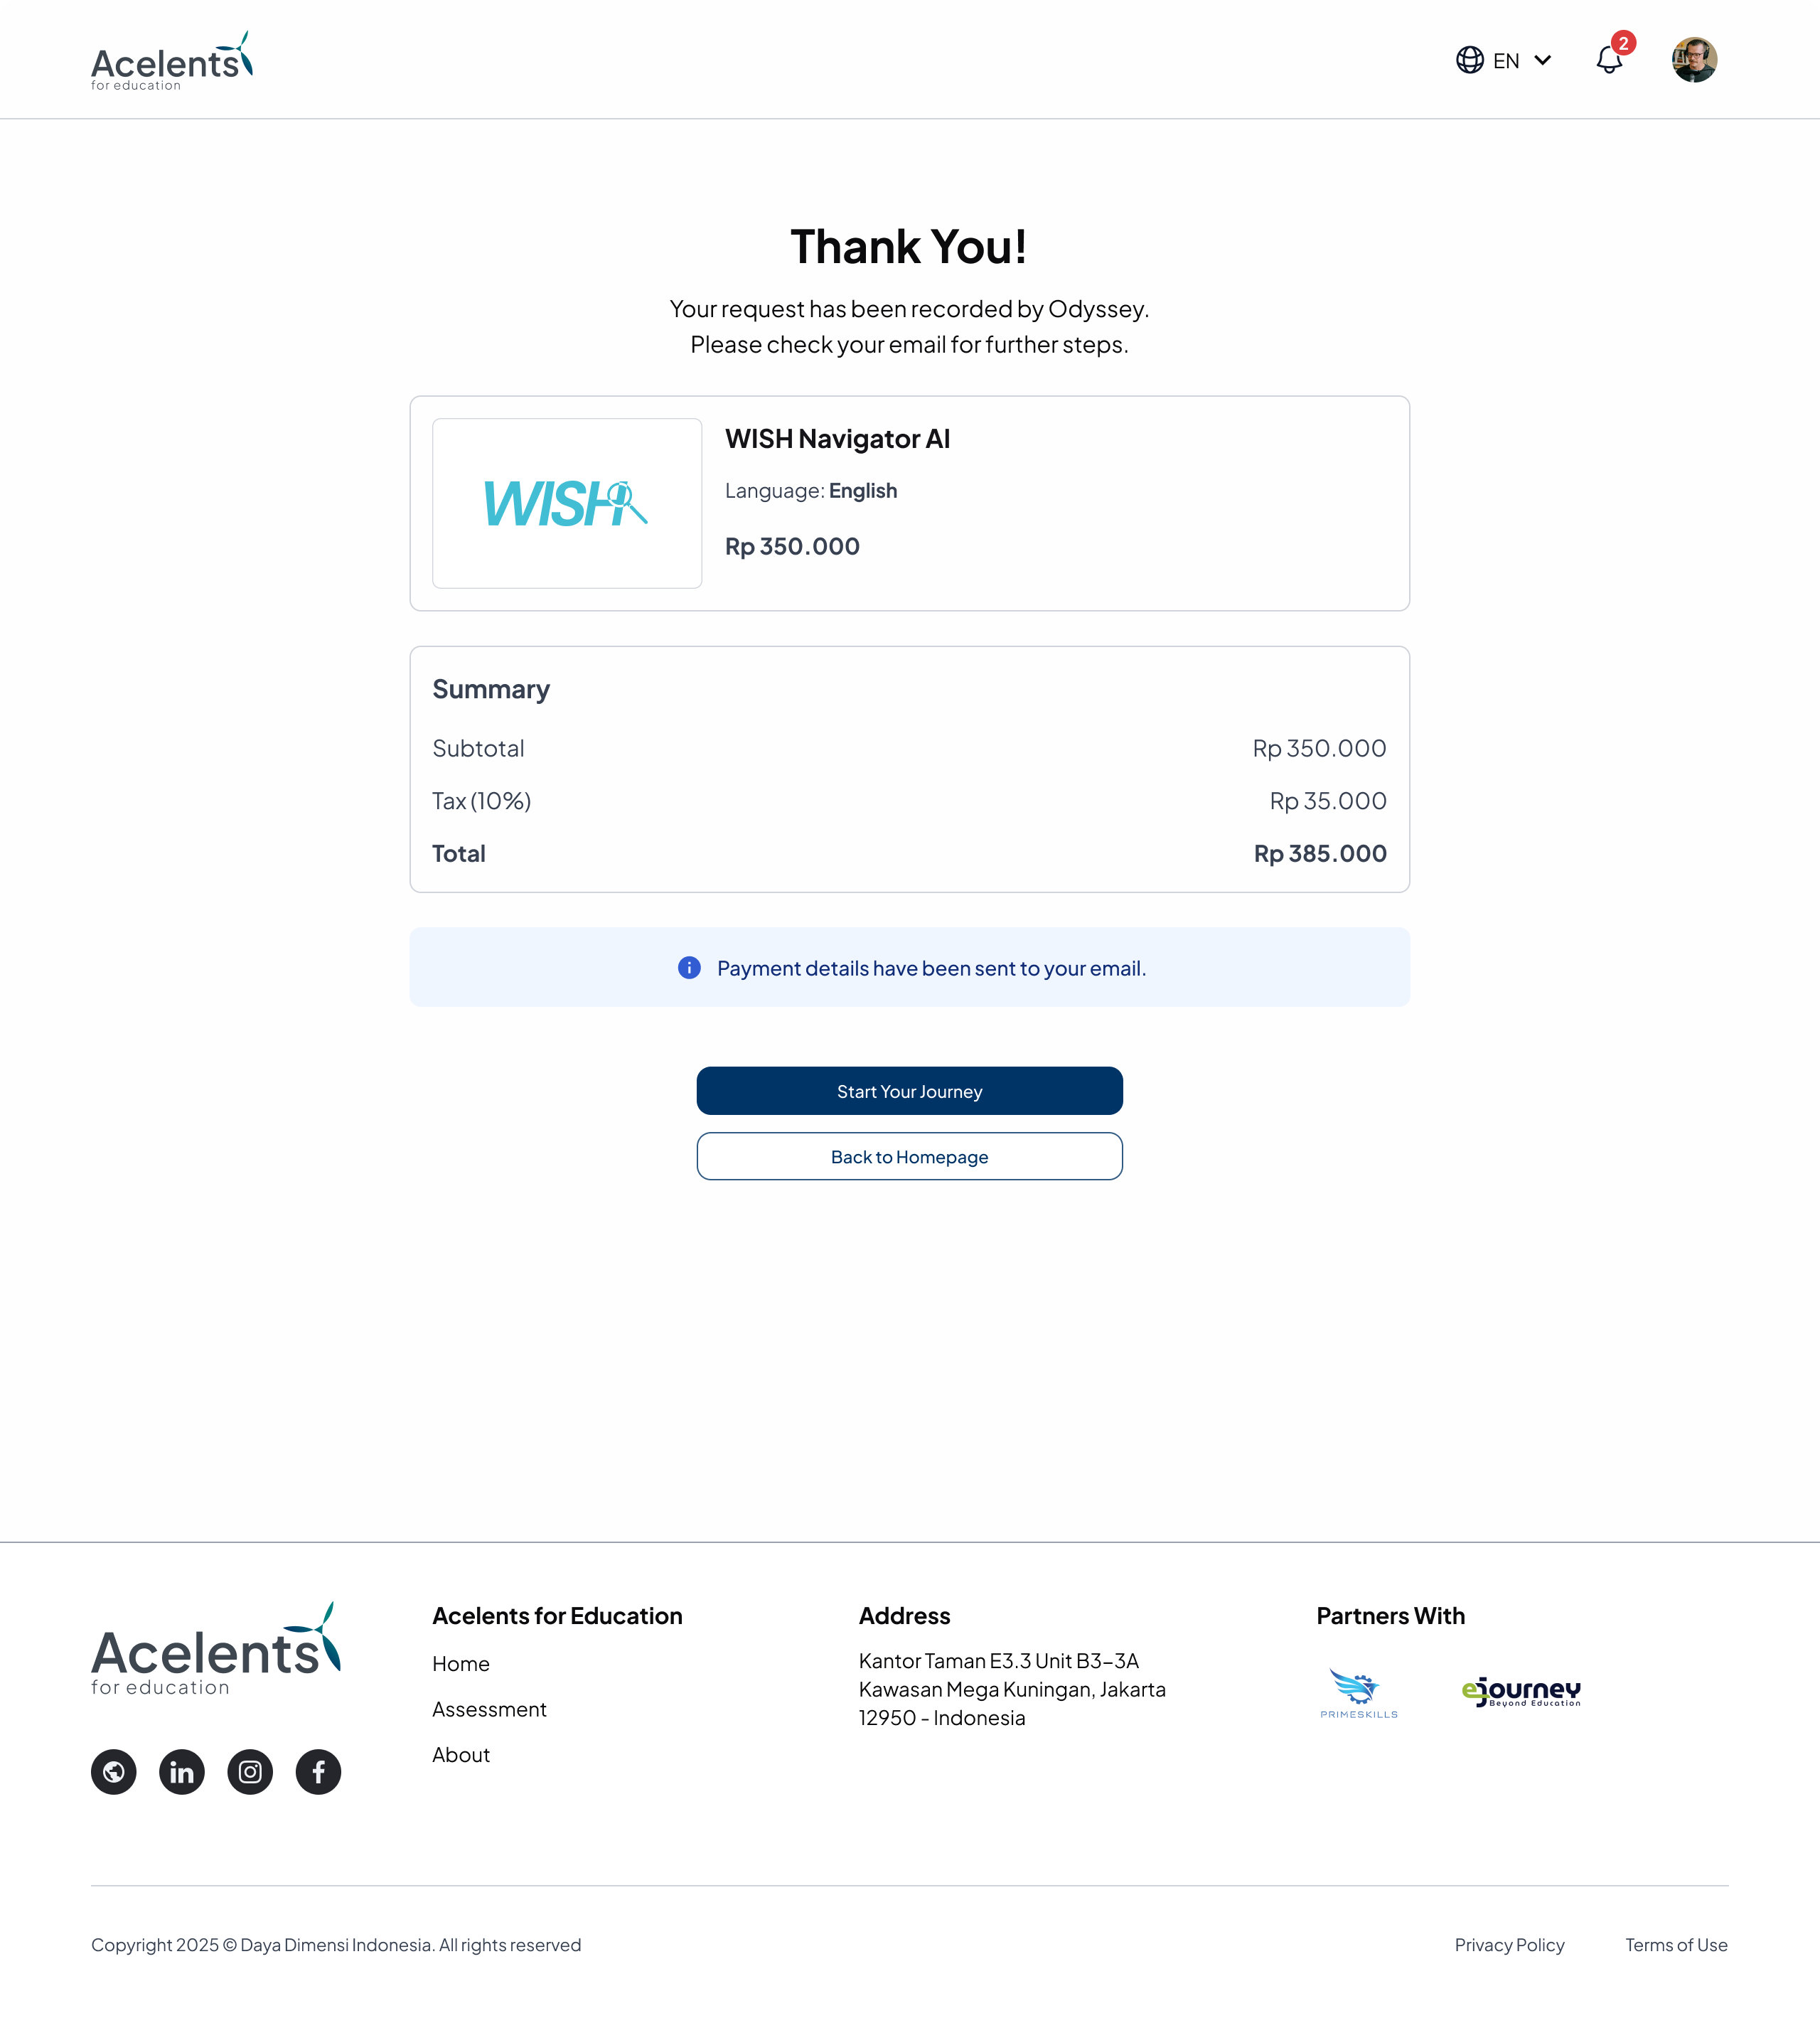 Acelents
for education
EN
2
Thank You!
Your request has been recorded by Odyssey.
Please check your email for further steps.
WISH
WISH Navigator AI
Language: English
Rp 350.000
Summary
Subtotal Rp 350.000
Tax (10%) Rp 35.000
Total Rp 385.000
Payment details have been sent to your email.
Start Your Journey
Back to Homepage
Acelents
for education
in
f
Acelents for Education
Home
Assessment
About
Address
Kantor Taman E3.3 Unit B3–3A
Kawasan Mega Kuningan, Jakarta
12950 - Indonesia
Partners With
PRIMESKILLS
ejourney
Beyond Education
Copyright 2025 © Daya Dimensi Indonesia. All rights reserved
Privacy Policy
Terms of Use